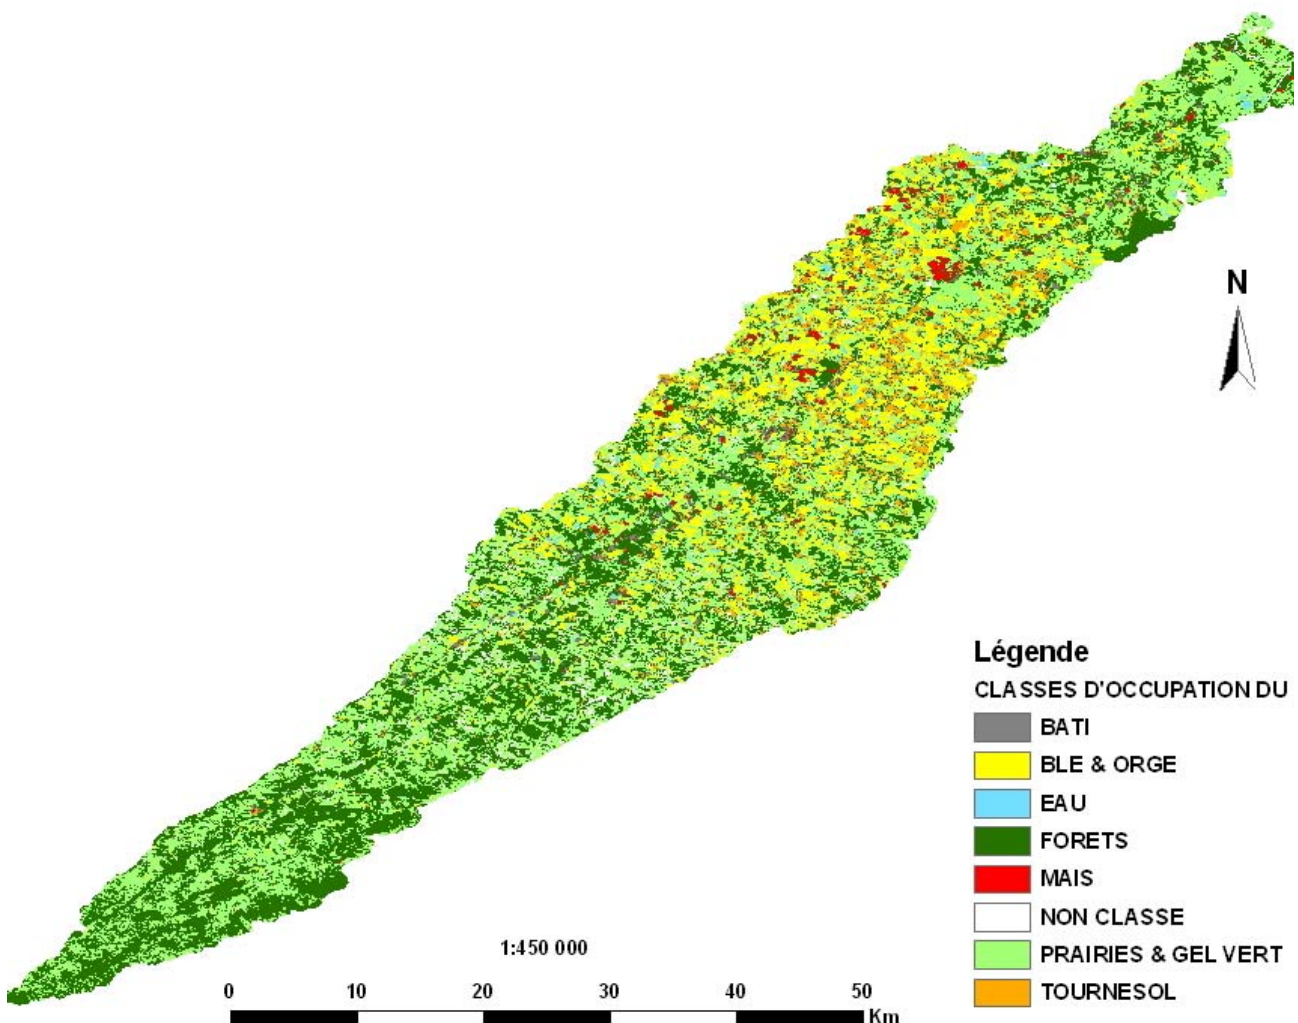 N
Légende
CLASSES D'OCCUPATION DU
BATI
BLE & ORGE
EAU
FORETS
MAIS
NON CLASSE
PRAIRIES & GEL VERT
TOURNESOL
1:450 000
0 10 20 30 40 50
Km